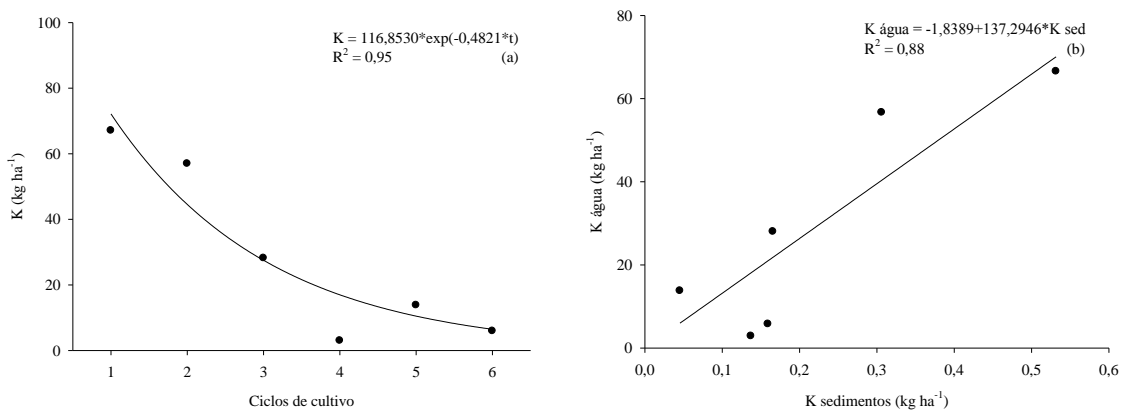 K = 116,8530*exp(-0,4821*t)
R² = 0,95 (a)
100
80
60
40
20
0
K (kg ha⁻¹)
1 2 3 4 5 6
Ciclos de cultivo
K água = -1,8389+137,2946*K sed
R² = 0,88 (b)
80
60
40
20
0
K água (kg ha⁻¹)
0,0 0,1 0,2 0,3 0,4 0,5 0,6
K sedimentos (kg ha⁻¹)